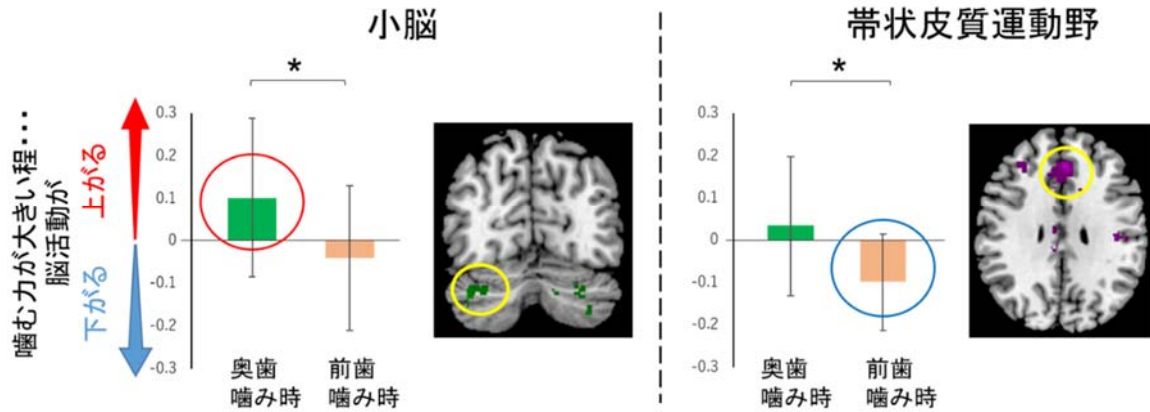 小脳
帯状皮質運動野
噛む力が大きい程・・・
脳活動が
上がる
下がる
*
0.3
0.2
0.1
0
-0.1
-0.2
-0.3
奥歯
噛み時
前歯
噛み時
*
0.3
0.2
0.1
0
-0.1
-0.2
-0.3
奥歯
噛み時
前歯
噛み時